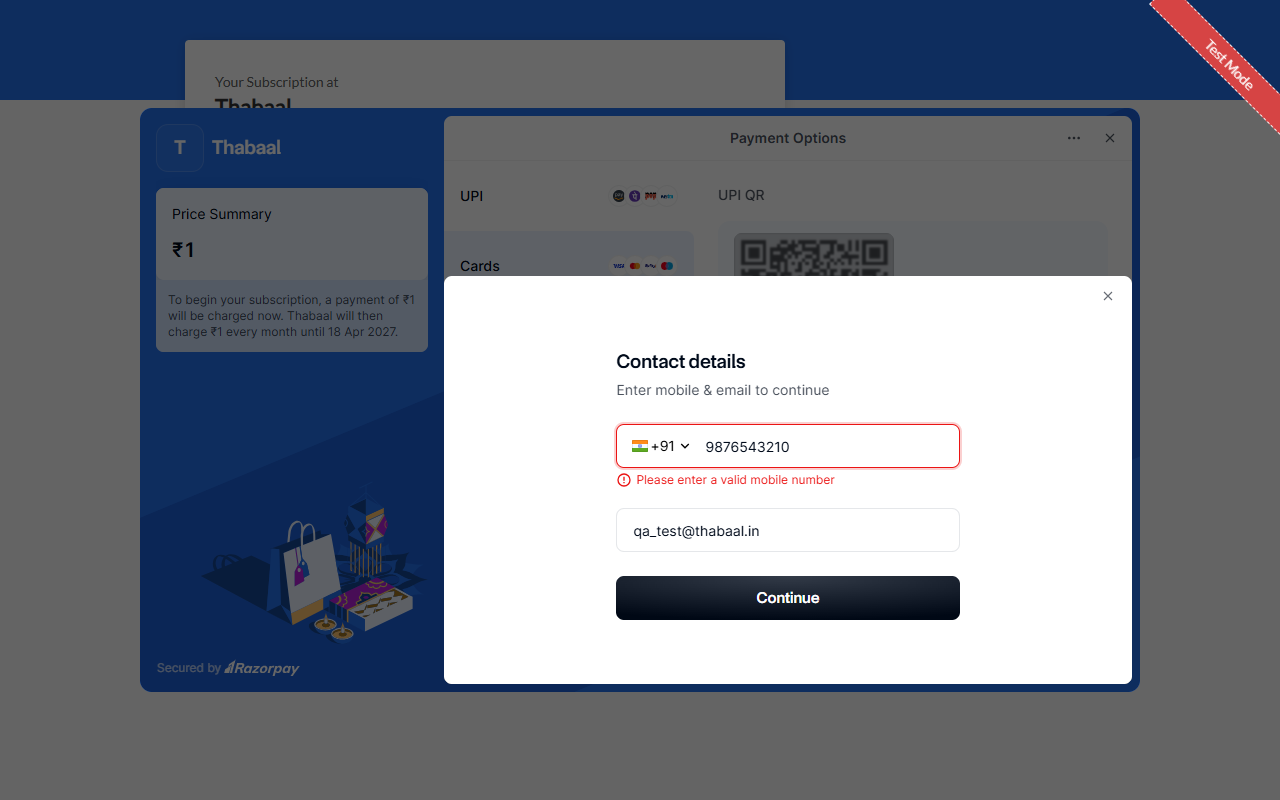 Test Mode
Your Subscription at
Thabaal
T
Thabaal
Price Summary
₹1
To begin your subscription, a payment of ₹1
will be charged now. Thabaal will then
charge ₹1 every month until 18 Apr 2027.
Secured by Razorpay
Payment Options
UPI
UPI QR
Cards
Contact details
Enter mobile & email to continue
+91 9876543210
Please enter a valid mobile number
qa_test@thabaal.in
Continue